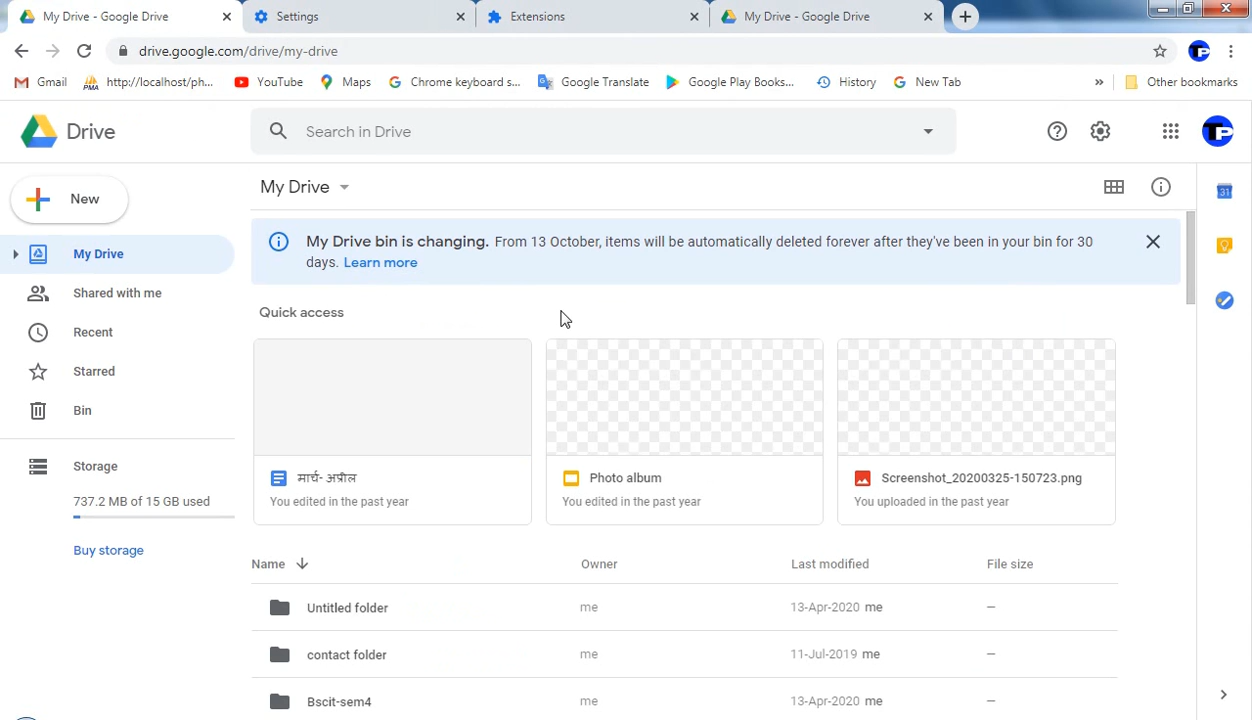 My Drive - Google Drive
Settings
Extensions
My Drive - Google Drive
drive.google.com/drive/my-drive
Gmail
PMA
http://localhost/ph...
YouTube
Maps
Chrome keyboard s...
Google Translate
Google Play Books...
History
New Tab
»
Other bookmarks
Drive
Search in Drive
TP
New
My Drive
My Drive bin is changing. From 13 October, items will be automatically deleted forever after they've been in your bin for 30
days. Learn more
My Drive
Shared with me
Recent
Starred
Bin
Storage
737.2 MB of 15 GB used
Buy storage
31
Quick access
मार्च- अप्रील
You edited in the past year
Photo album
You edited in the past year
Screenshot_20200325-150723.png
You uploaded in the past year
Name Owner Last modified File size
Untitled folder me 13-Apr-2020 me –
contact folder me 11-Jul-2019 me –
Bscit-sem4 me 13-Apr-2020 me –